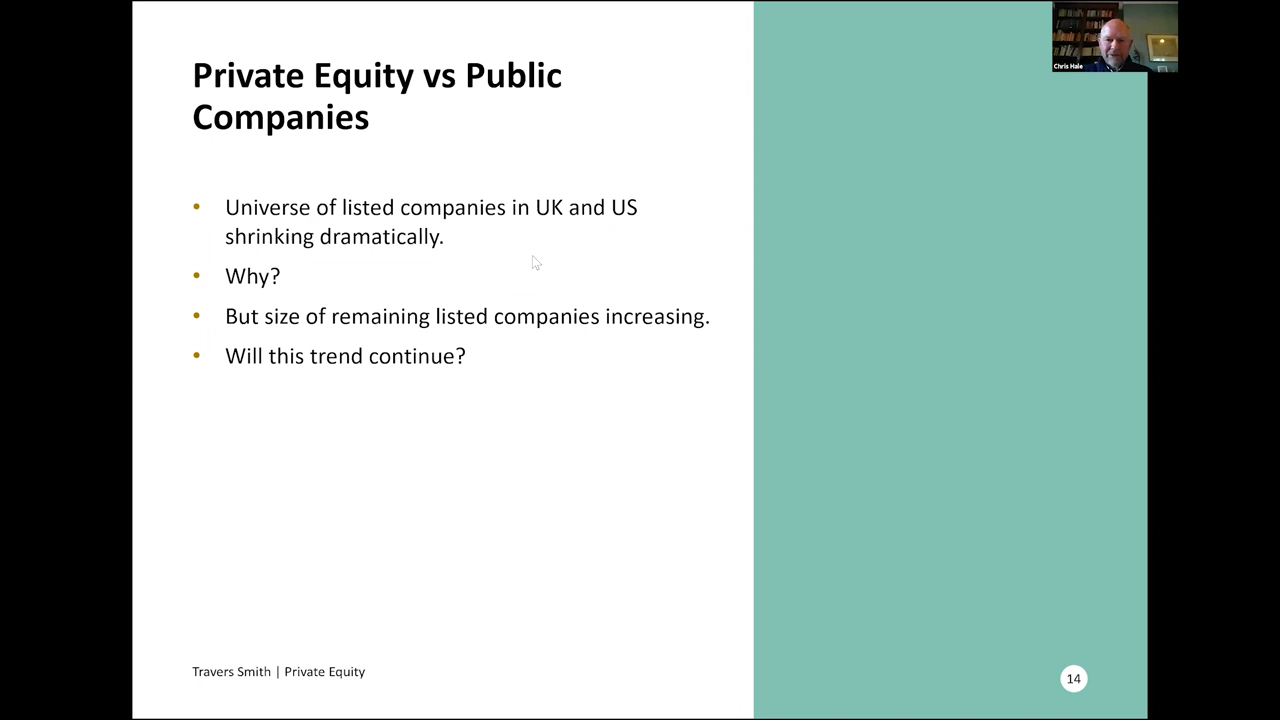 Chris Hale
Private Equity vs Public
Companies
• Universe of listed companies in UK and US
shrinking dramatically.
• Why?
• But size of remaining listed companies increasing.
• Will this trend continue?
Travers Smith | Private Equity
14